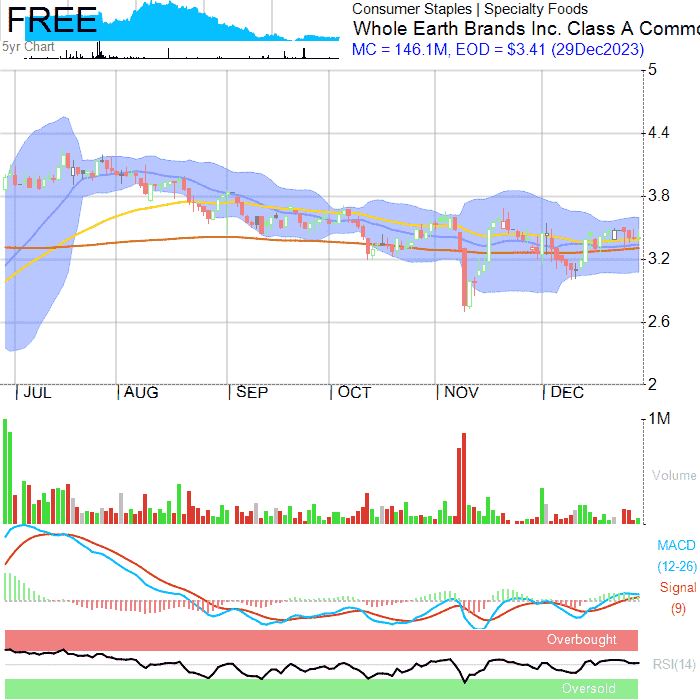 FREE
5yr Chart
Consumer Staples | Specialty Foods
Whole Earth Brands Inc. Class A Commo
MC = 146.1M, EOD = $3.41 (29Dec2023)
5
4.4
3.8
3.2
2.6
2
JUL AUG SEP OCT NOV DEC
1M
Volume
MACD
(12-26)
Signal
(9)
Overbought
RSI(14)
Oversold